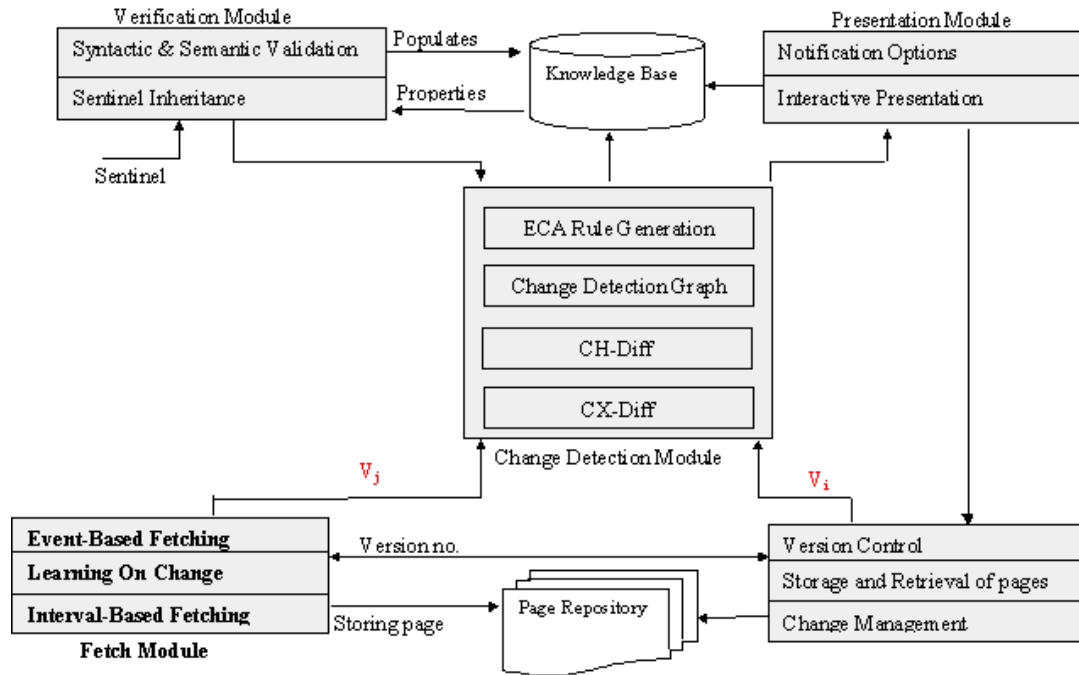 Verification Module
Presentation Module
Syntactic & Semantic Validation
Populates
Notification Options
Knowledge Base
Sentinel Inheritance
Properties
Interactive Presentation
Sentinel
ECA Rule Generation
Change Detection Graph
CH-Diff
CX-Diff
Change Detection Module
Vj
Vi
Event-Based Fetching
Version no.
Version Control
Learning On Change
Storage and Retrieval of pages
Interval-Based Fetching
Storing page
Page Repository
Change Management
Fetch Module